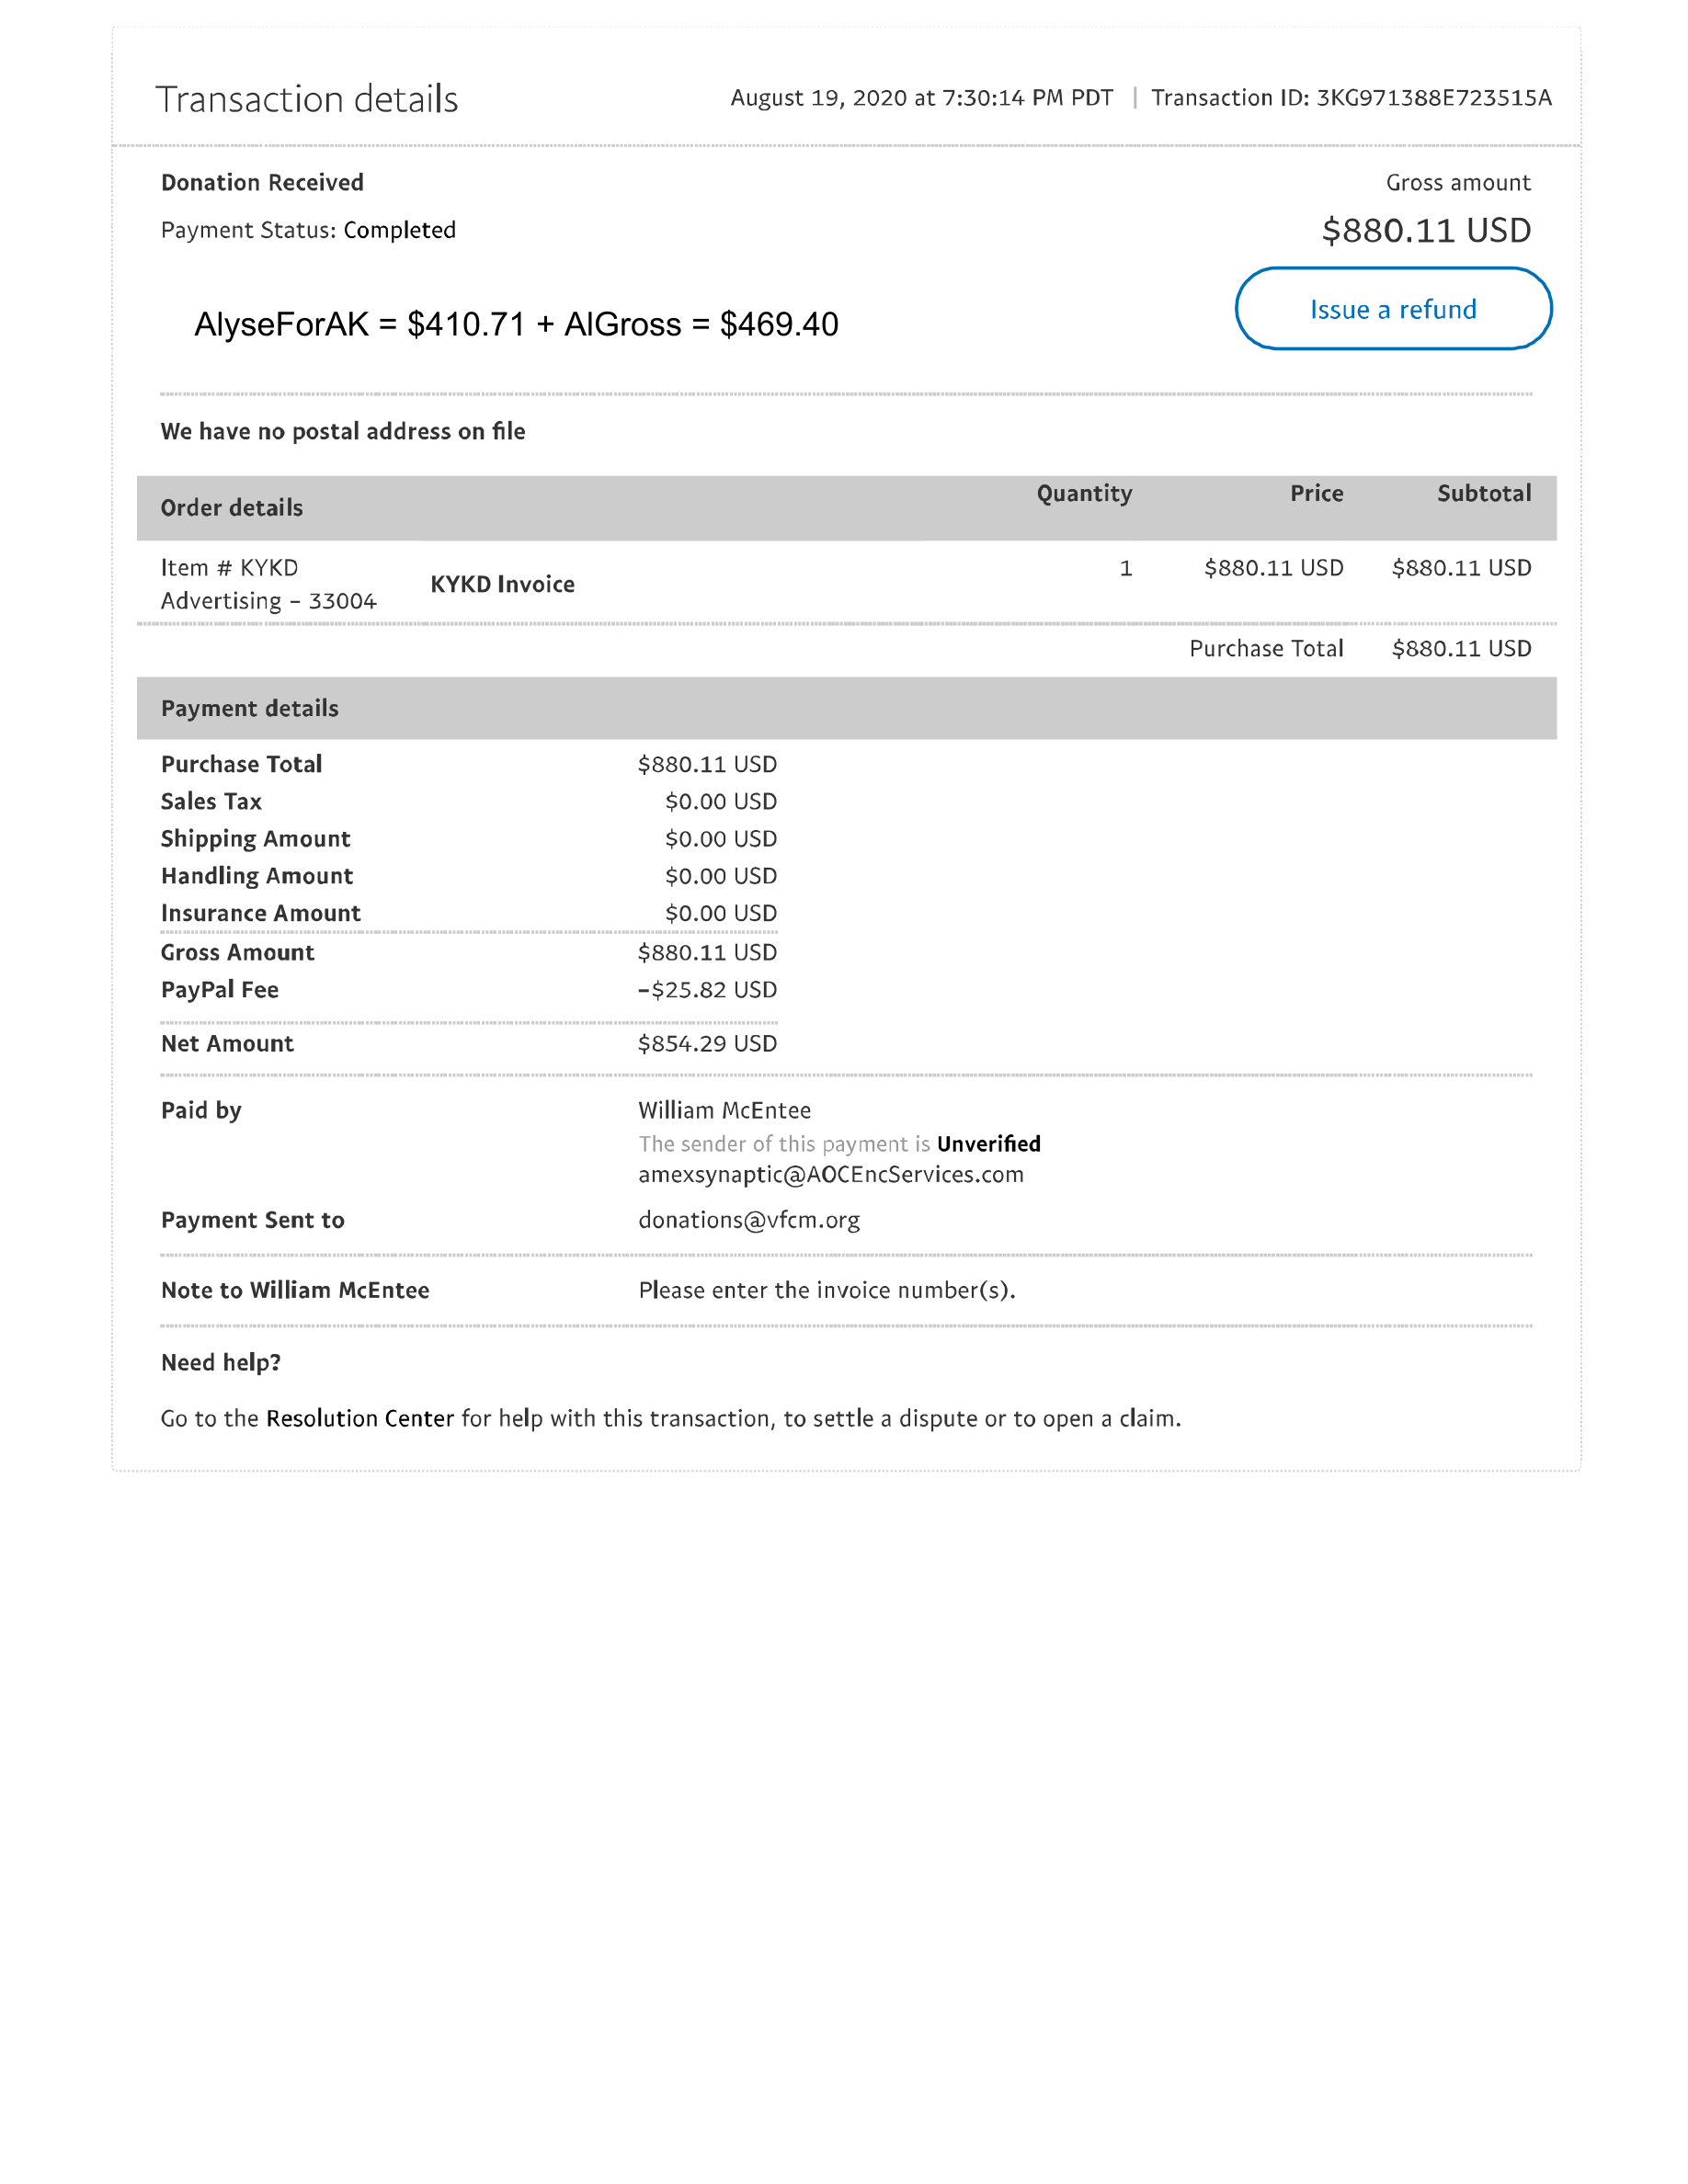 Transaction details
August 19, 2020 at 7:30:14 PM PDT | Transaction ID: 3KG971388E723515A
Donation Received
Gross amount
Payment Status: Completed
$880.11 USD
Issue a refund
AlyseForAK = $410.71 + AlGross = $469.40
We have no postal address on file
Order details Quantity Price Subtotal
Item # KYKD
Advertising – 33004
KYKD Invoice
1 $880.11 USD $880.11 USD
Purchase Total $880.11 USD
Payment details
Purchase Total $880.11 USD
Sales Tax $0.00 USD
Shipping Amount $0.00 USD
Handling Amount $0.00 USD
Insurance Amount $0.00 USD
Gross Amount $880.11 USD
PayPal Fee –$25.82 USD
Net Amount $854.29 USD
Paid by William McEntee
The sender of this payment is Unverified
amexsynaptic@AOCEncServices.com
Payment Sent to donations@vfcm.org
Note to William McEntee Please enter the invoice number(s).
Need help?
Go to the Resolution Center for help with this transaction, to settle a dispute or to open a claim.